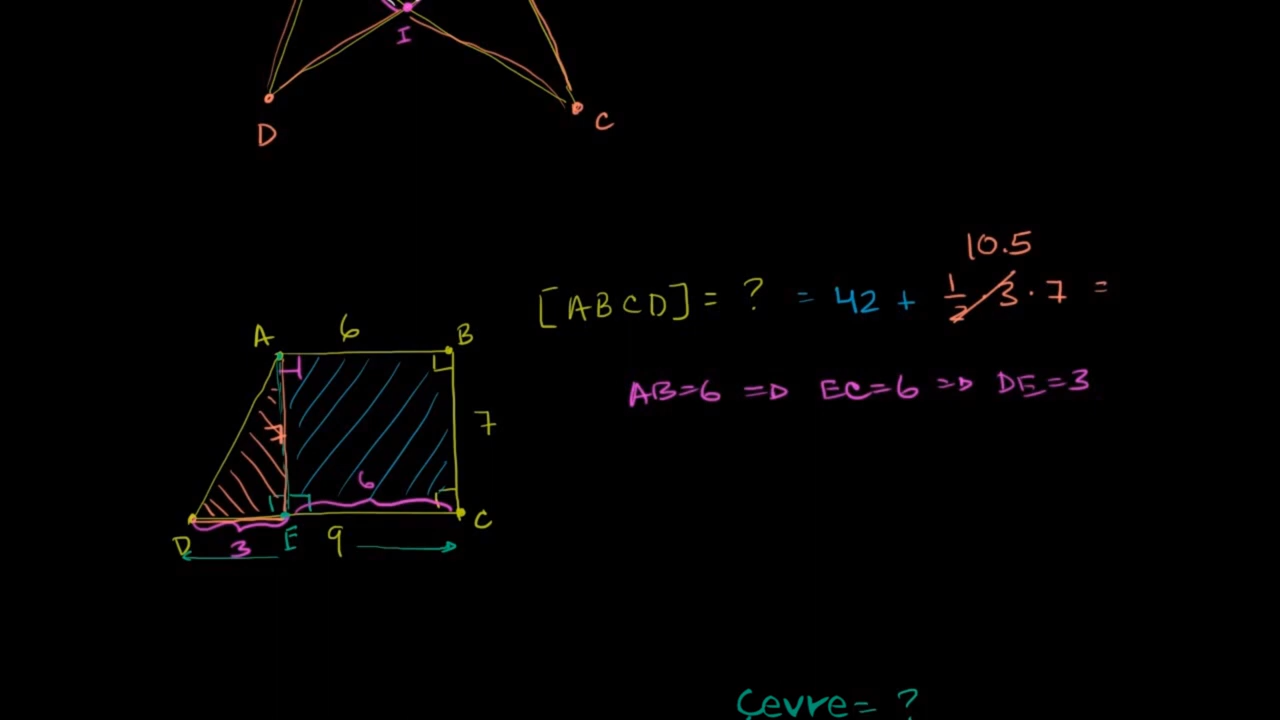 I
D C
10.5
[ABCD] = ? = 42 + 1/2 · 3 · 7 =
A 6 B
AB=6 => EC=6 => DE=3
7 7
6
D 3 E 9 C
Çevre = ?